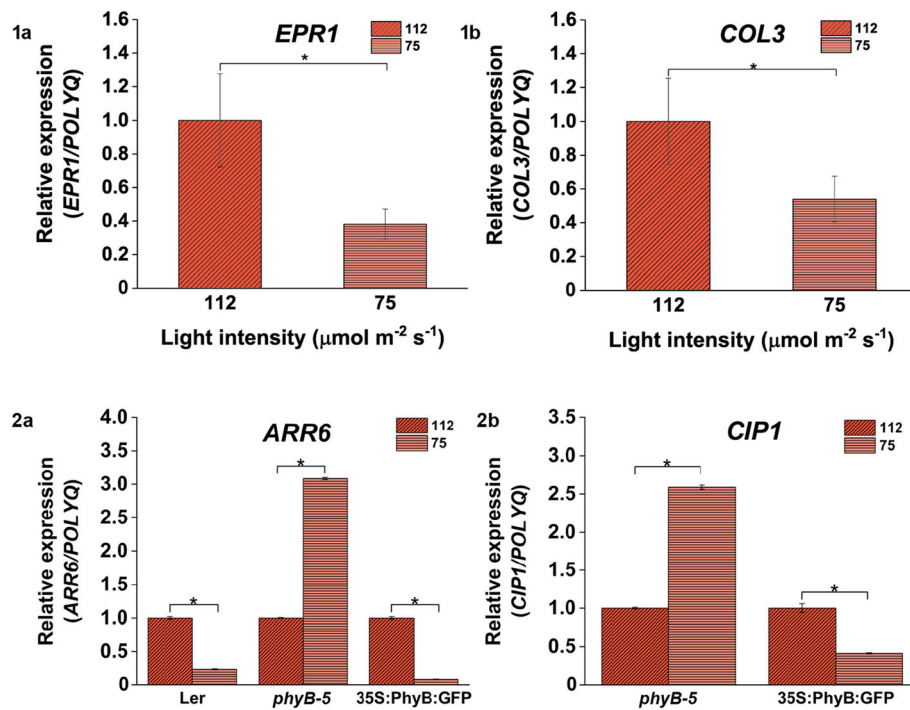 1a
EPR1
112
75
Relative expression
(EPR1/POLYQ)
1.6
1.4
1.2
1.0
0.8
0.6
0.4
0.2
0
*
112
75
Light intensity (μmol m⁻² s⁻¹)
1b
COL3
112
75
Relative expression
(COL3/POLYQ)
1.6
1.4
1.2
1.0
0.8
0.6
0.4
0.2
0
*
112
75
Light intensity (μmol m⁻² s⁻¹)
2a
ARR6
112
75
Relative expression
(ARR6/POLYQ)
4.0
3.5
3.0
2.5
2.0
1.5
1.0
0.5
0
*
*
*
Ler
phyB-5
35S:PhyB:GFP
2b
CIP1
112
75
Relative expression
(CIP1/POLYQ)
3.5
3.0
2.5
2.0
1.5
1.0
0.5
0
*
*
phyB-5
35S:PhyB:GFP